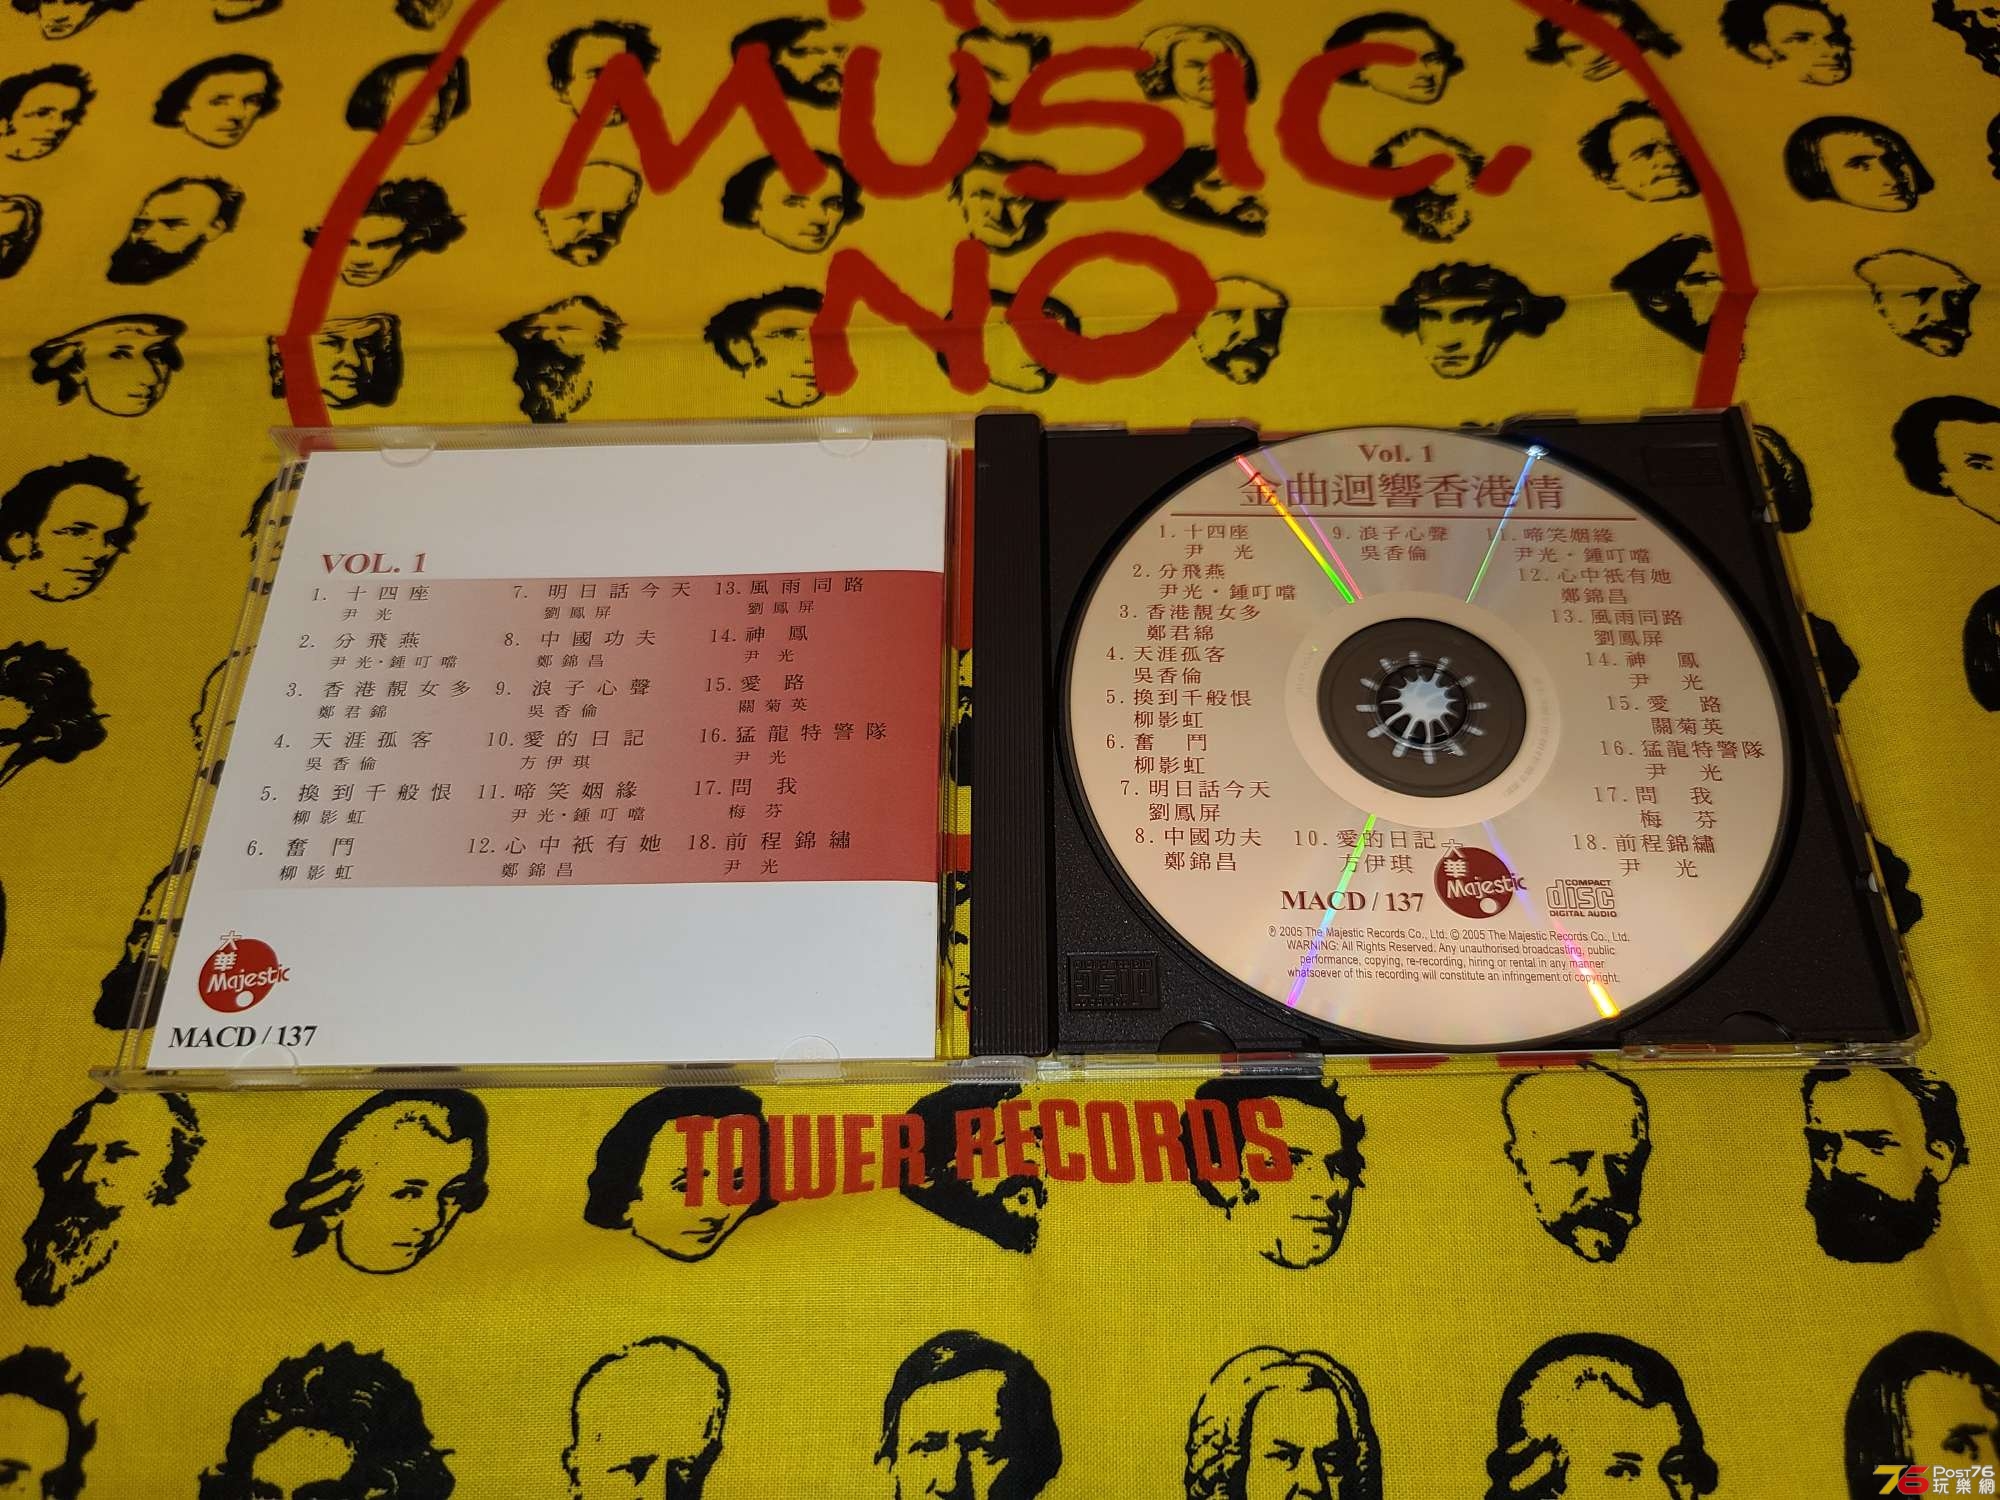 MUSIC,
NO
VOL. 1
1. 十四座
尹光
2. 分飛燕
尹光·鍾叮噹
3. 香港靚女多
鄭君錦
4. 天涯孤客
吳香倫
5. 換到千般恨
柳影虹
6. 奮鬥
柳影虹
7. 明日話今天
劉鳳屏
8. 中國功夫
鄭錦昌
9. 浪子心聲
吳香倫
10. 愛的日記
方伊琪
11. 啼笑姻緣
尹光·鍾叮噹
12. 心中衹有她
鄭錦昌
13. 風雨同路
劉鳳屏
14. 神鳳
尹光
15. 愛路
關菊英
16. 猛龍特警隊
尹光
17. 問我
梅芬
18. 前程錦繡
尹光
大華
Majestic
MACD / 137
Vol. 1
金曲迴響香港情
1. 十四座
尹光
2. 分飛燕
尹光·鍾叮噹
3. 香港靚女多
鄭君綿
4. 天涯孤客
吳香倫
5. 換到千般恨
柳影虹
6. 奮鬥
柳影虹
7. 明日話今天
劉鳳屏
8. 中國功夫
鄭錦昌
9. 浪子心聲
吳香倫
10. 愛的日記
方伊琪
11. 啼笑姻緣
尹光·鍾叮噹
12. 心中衹有她
鄭錦昌
13. 風雨同路
劉鳳屏
14. 神鳳
尹光
15. 愛路
關菊英
16. 猛龍特警隊
尹光
17. 問我
梅芬
18. 前程錦繡
尹光
MACD / 137
大華
Majestic
COMPACT
disc
DIGITAL AUDIO
℗ 2005 The Majestic Records Co., Ltd. © 2005 The Majestic Records Co., Ltd.
WARNING: All Rights Reserved. Any unauthorised broadcasting, public
performance, copying, re-recording, hiring or rental in any manner
whatsoever of this recording will constitute an infringement of copyright.
TOWER RECORDS
76 POST76
玩樂網